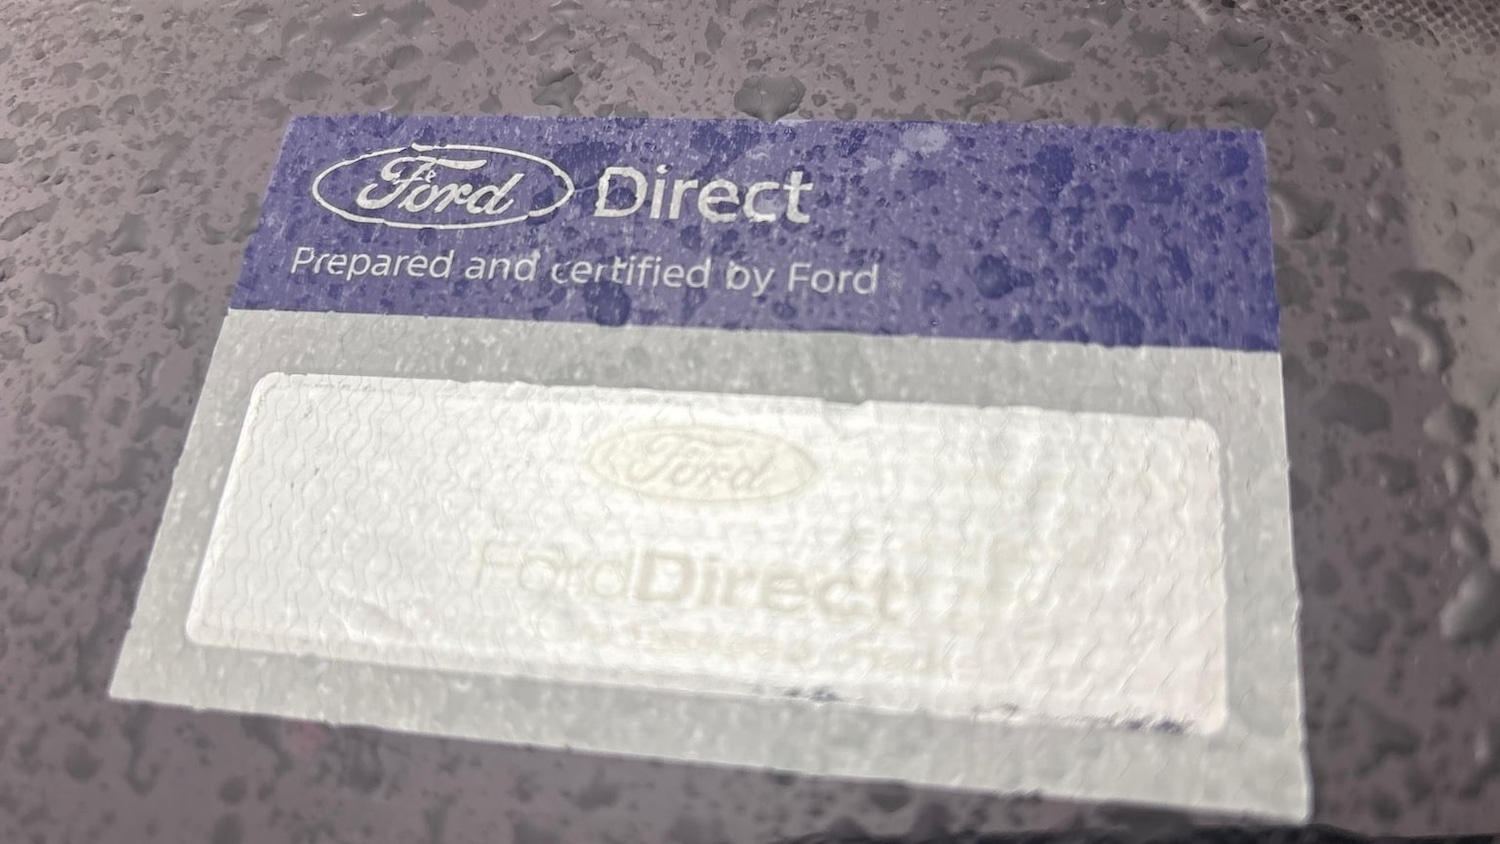 Ford Direct
Prepared and certified by Ford
Ford
FordDirect